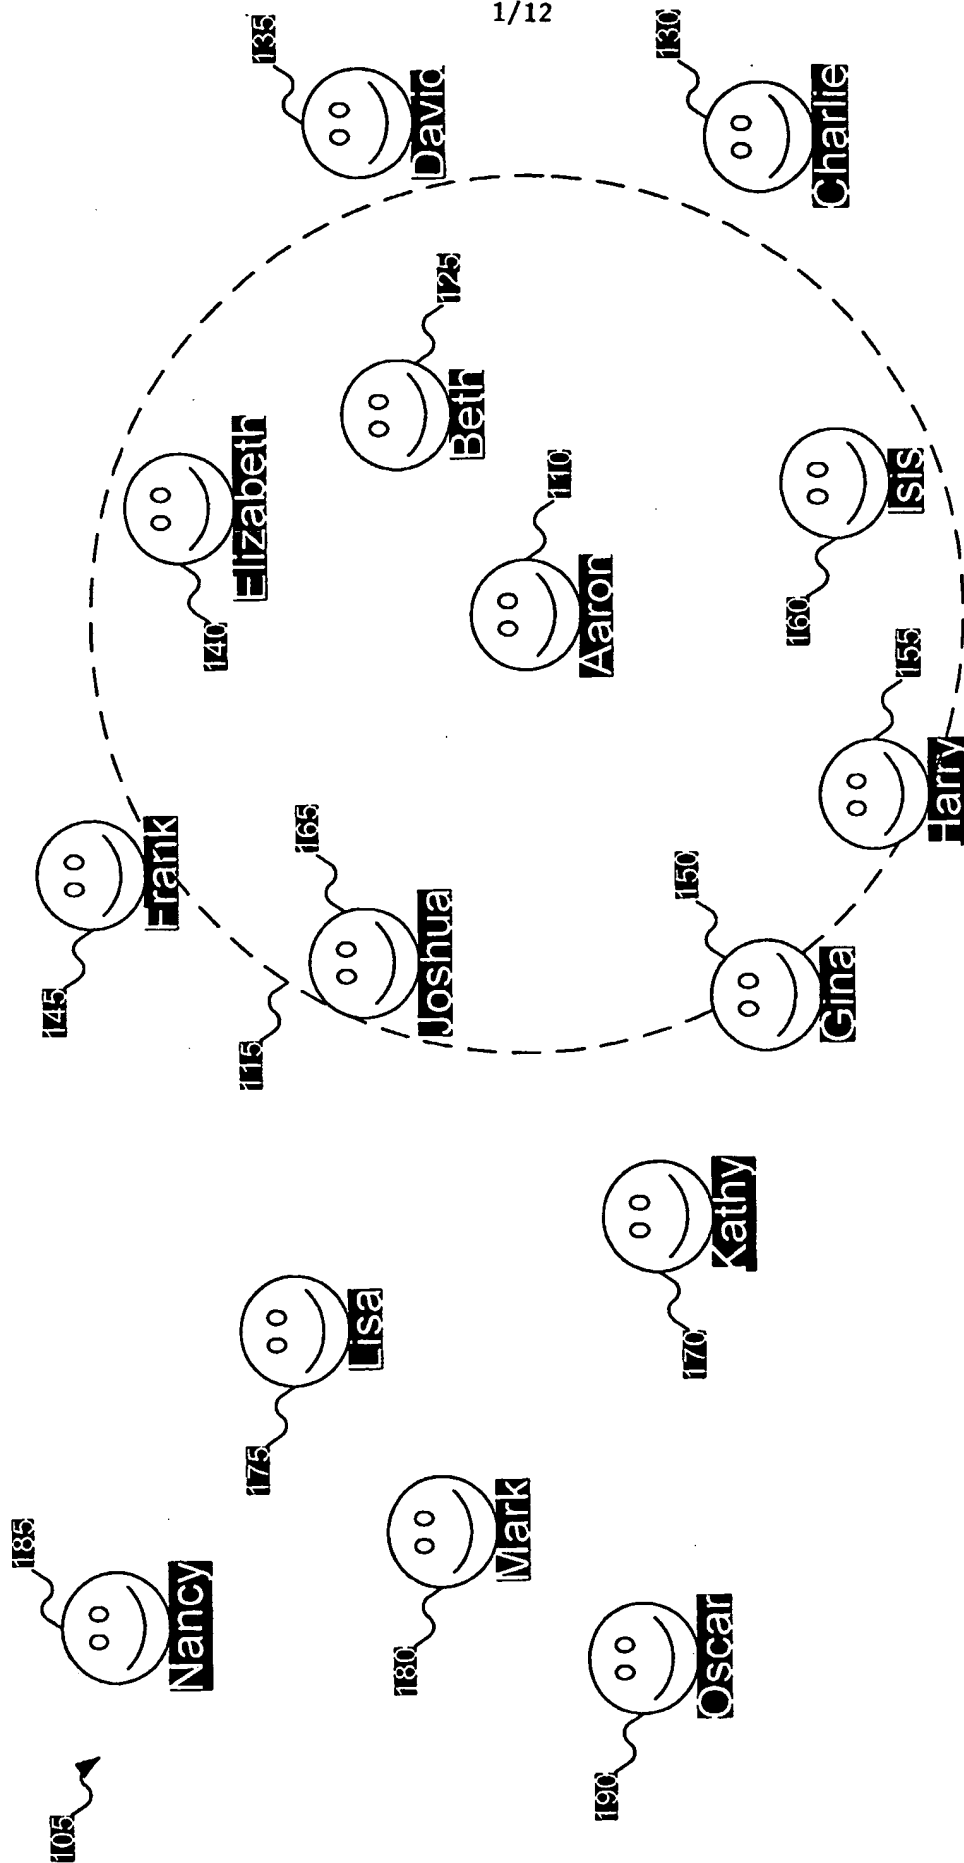 1/12
105
185
Nancy
190
Oscar
180
Mark
175
Lisa
170
Kathy
145
Frank
115
165
Joshua
150
Gina
155
Harry
140
Elizabeth
125
Beth
110
Aaron
160
Isis
135
David
130
Charlie